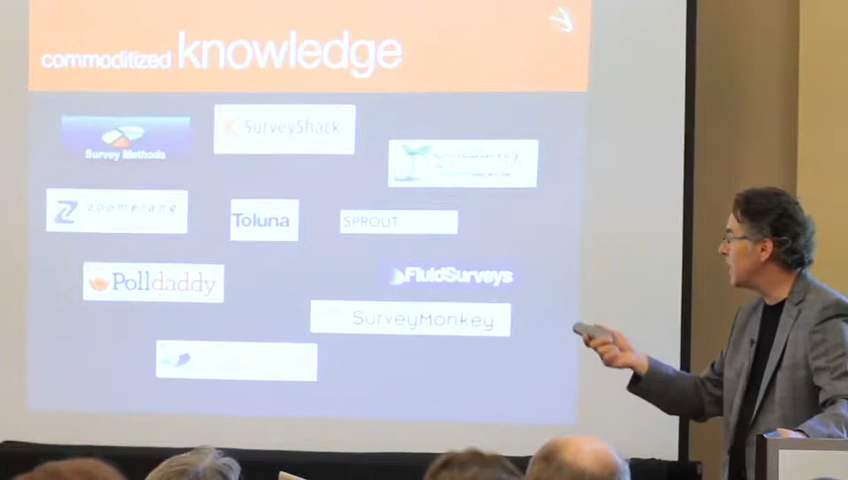 commoditized knowledge
Survey Methods
SurveyShack
zoomerang
Toluna
SPROUT
Polldaddy
FluidSurveys
SurveyMonkey